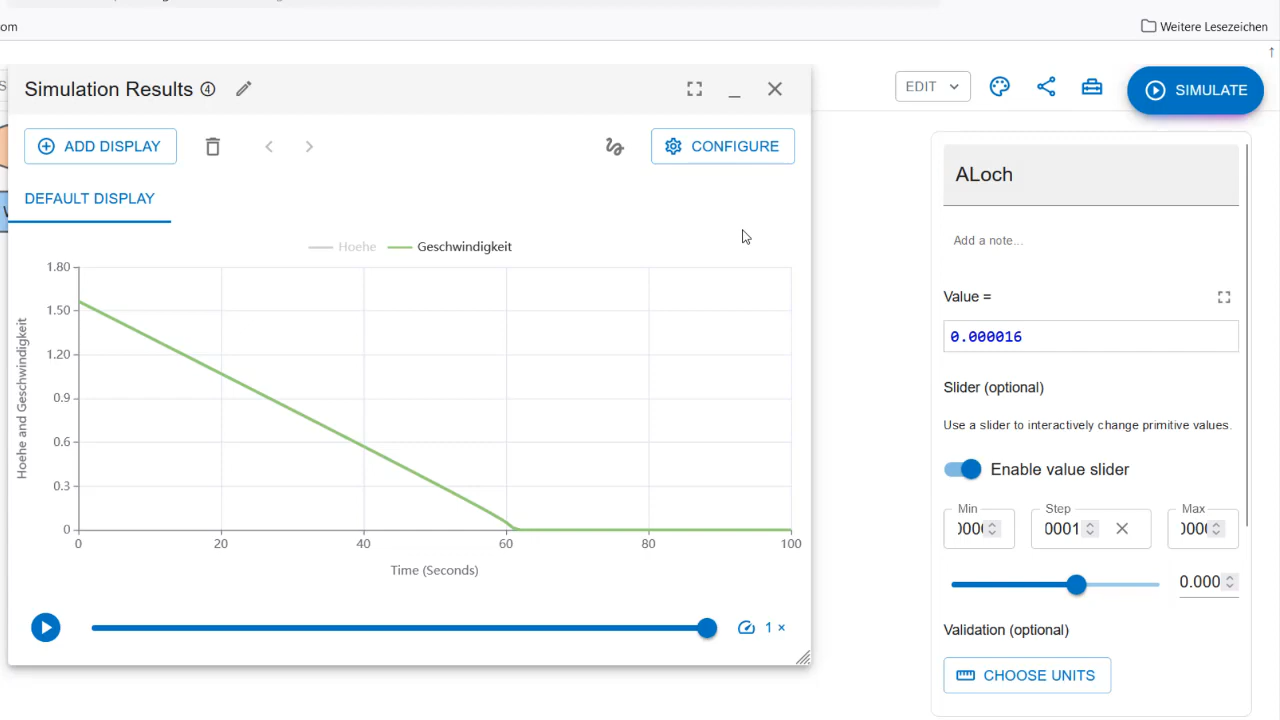 om
Weitere Lesezeichen
Simulation Results ④
EDIT
SIMULATE
ADD DISPLAY
CONFIGURE
DEFAULT DISPLAY
Hoehe Geschwindigkeit
1.80
1.50
1.20
0.9
0.6
0.3
0
Hoehe and Geschwindigkeit
0 20 40 60 80 100
Time (Seconds)
1 ×
ALoch
Add a note...
Value =
0.000016
Slider (optional)
Use a slider to interactively change primitive values.
Enable value slider
Min Step Max
0001
0.000
Validation (optional)
CHOOSE UNITS